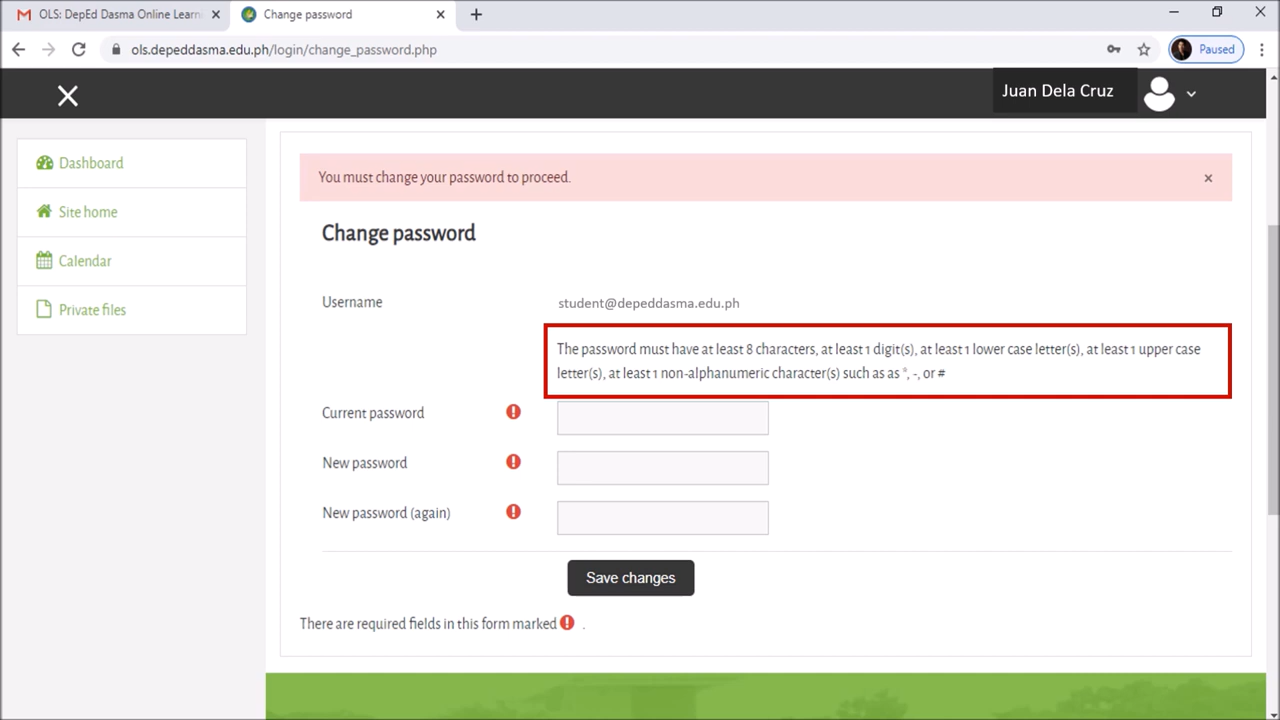 OLS: DepEd Dasma Online Learn
Change password
ols.depeddasma.edu.ph/login/change_password.php
Paused
Juan Dela Cruz
Dashboard
Site home
Calendar
Private files
You must change your password to proceed.
Change password
Username
student@depeddasma.edu.ph
The password must have at least 8 characters, at least 1 digit(s), at least 1 lower case letter(s), at least 1 upper case
letter(s), at least 1 non-alphanumeric character(s) such as as *, -, or #
Current password
New password
New password (again)
Save changes
There are required fields in this form marked .